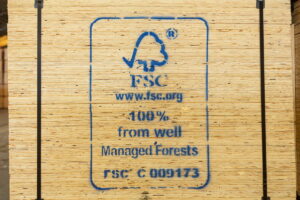 ®
FSC
www.fsc.org
100%
from well
Managed Forests
FSC® C 009173